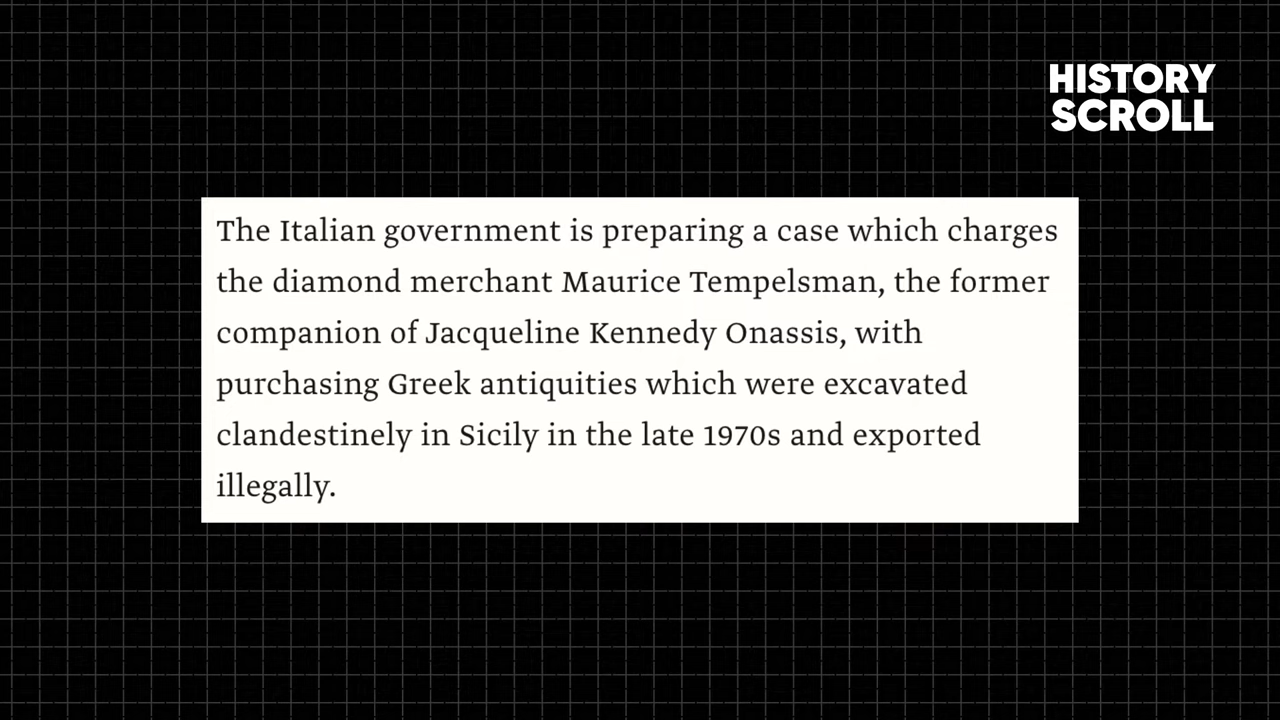 HISTORY
SCROLL
The Italian government is preparing a case which charges
the diamond merchant Maurice Tempelsman, the former
companion of Jacqueline Kennedy Onassis, with
purchasing Greek antiquities which were excavated
clandestinely in Sicily in the late 1970s and exported
illegally.